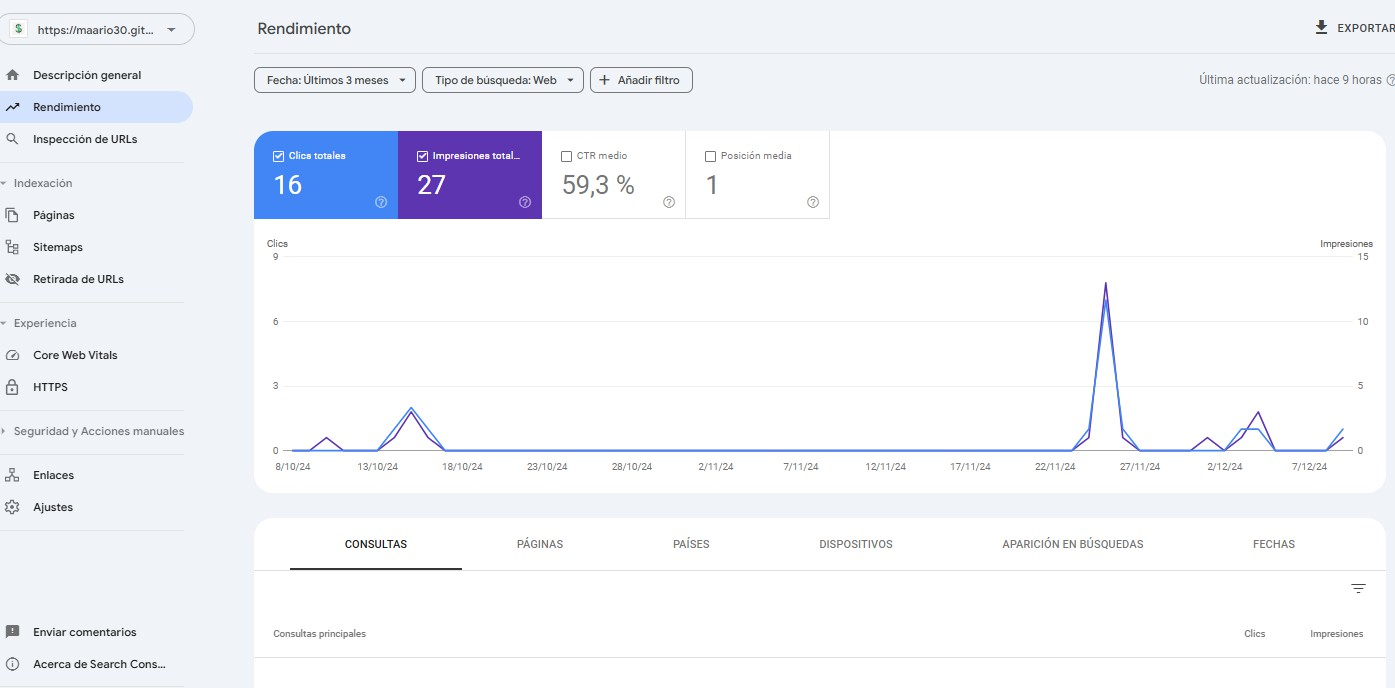 $ https://maario30.git...
Rendimiento
EXPORTAR
Descripción general
Rendimiento
Inspección de URLs
Indexación
Páginas
Sitemaps
Retirada de URLs
Experiencia
Core Web Vitals
HTTPS
Seguridad y Acciones manuales
Enlaces
Ajustes
Enviar comentarios
Acerca de Search Cons...
Fecha: Últimos 3 meses
Tipo de búsqueda: Web
+ Añadir filtro
Última actualización: hace 9 horas
Clics totales
16
Impresiones total...
27
CTR medio
59,3 %
Posición media
1
Clics
Impresiones
9
15
6
10
3
5
0
0
8/10/24 13/10/24 18/10/24 23/10/24 28/10/24 2/11/24 7/11/24 12/11/24 17/11/24 22/11/24 27/11/24 2/12/24 7/12/24
CONSULTAS PÁGINAS PAÍSES DISPOSITIVOS APARICIÓN EN BÚSQUEDAS FECHAS
Consultas principales Clics Impresiones